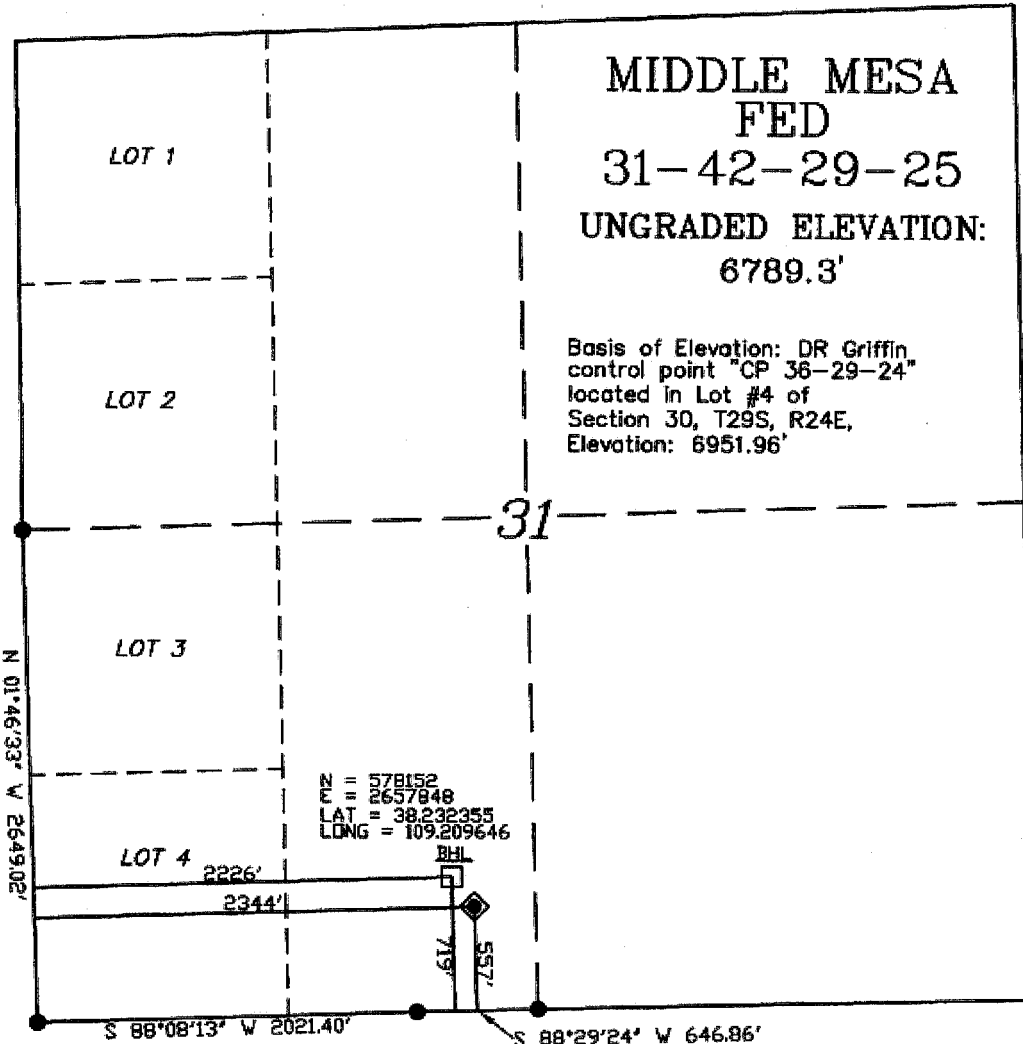 MIDDLE MESA
FED
31-42-29-25
UNGRADED ELEVATION:
6789.3'
LOT 1
Basis of Elevation: DR Griffin
control point "CP 36-29-24"
located in Lot #4 of
Section 30, T29S, R24E,
Elevation: 6951.96'
LOT 2
31
LOT 3
N 01°46'33" W 2649.02'
N = 578152
E = 2657848
LAT = 38.232355
LONG = 109.209646
BHL
LOT 4
2226'
2344'
719'
557'
S 88°08'13" W 2021.40'
S 88°29'24" W 646.86'